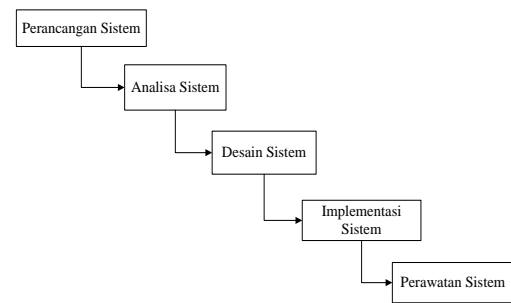 Perancangan Sistem
Analisa Sistem
Desain Sistem
Implementasi
Sistem
Perawatan Sistem